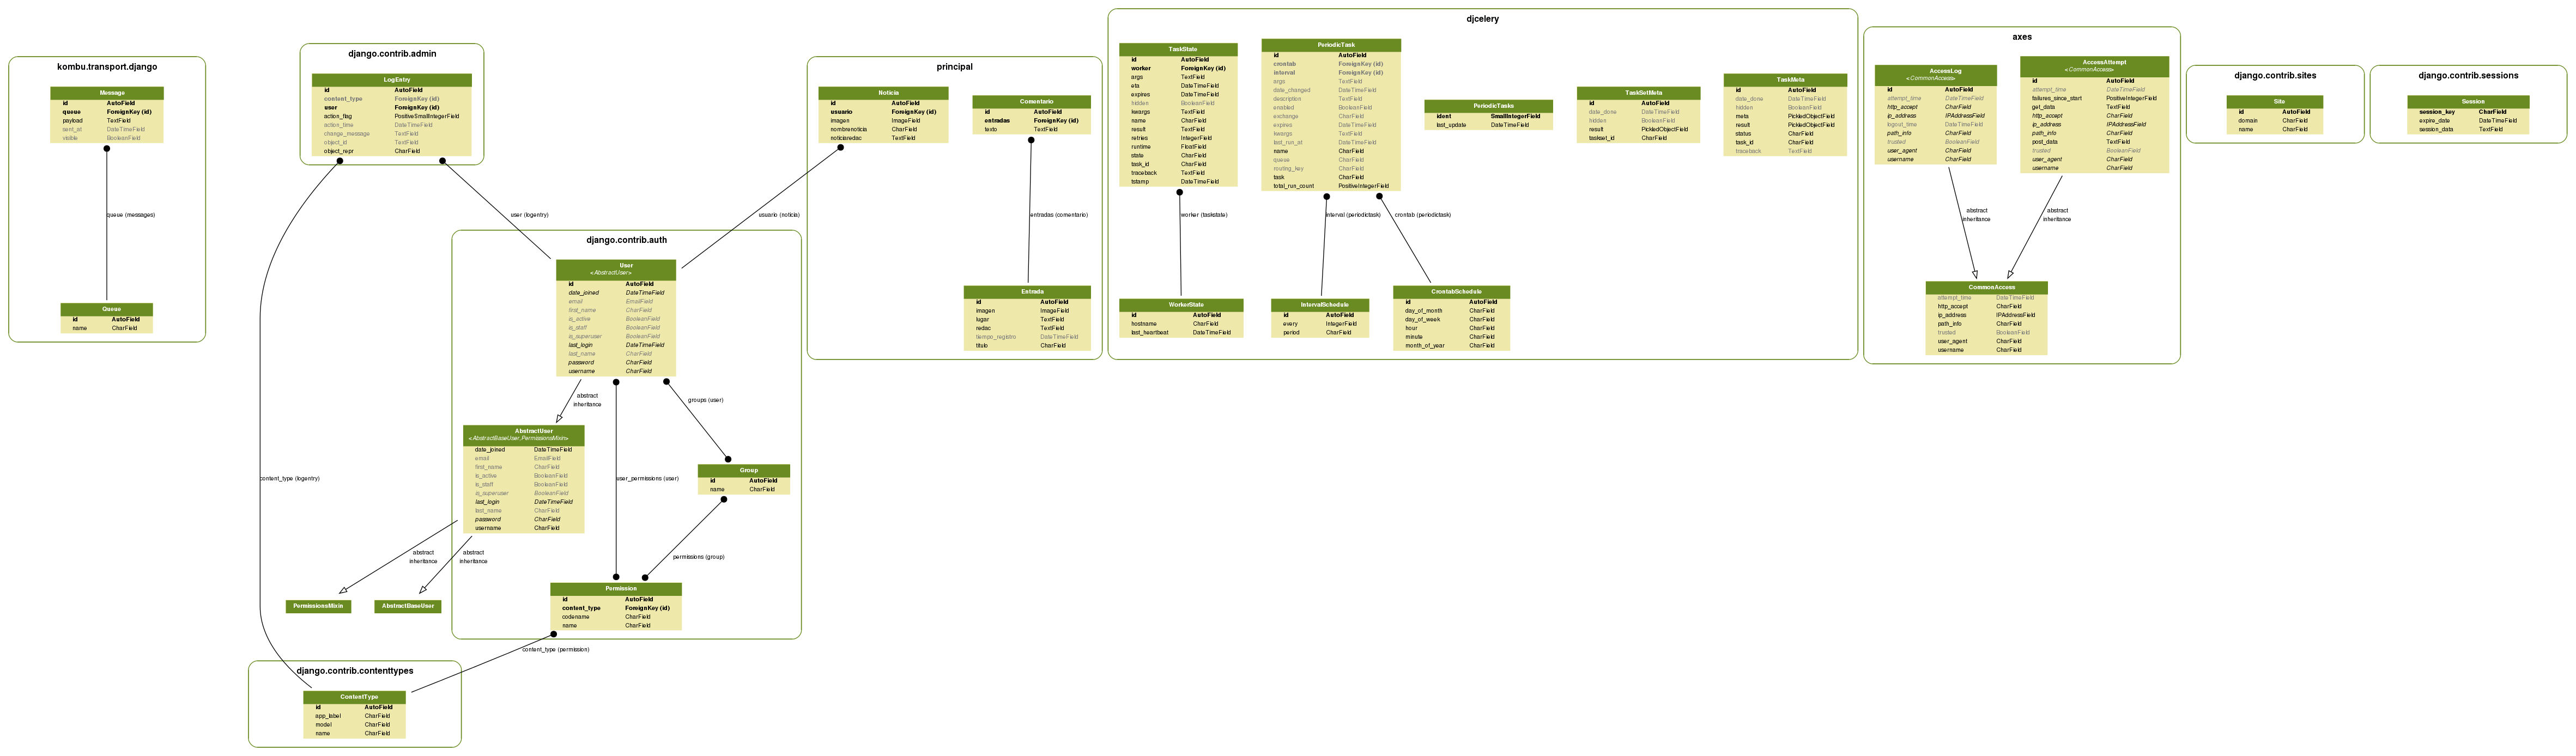 kombu.transport.django
Message
id AutoField
queue ForeignKey (id)
payload TextField
sent_at DateTimeField
visible BooleanField
queue (messages)
Queue
id AutoField
name CharField
django.contrib.admin
LogEntry
id AutoField
content_type ForeignKey (id)
user ForeignKey (id)
action_flag PositiveSmallIntegerField
action_time DateTimeField
change_message TextField
object_id TextField
object_repr CharField
content_type (logentry)
user (logentry)
django.contrib.auth
User
<AbstractUser>
id AutoField
date_joined DateTimeField
email EmailField
first_name CharField
is_active BooleanField
is_staff BooleanField
is_superuser BooleanField
last_login DateTimeField
last_name CharField
password CharField
username CharField
abstract
inheritance
groups (user)
user_permissions (user)
AbstractUser
<AbstractBaseUser,PermissionsMixin>
date_joined DateTimeField
email EmailField
first_name CharField
is_active BooleanField
is_staff BooleanField
is_superuser BooleanField
last_login DateTimeField
last_name CharField
password CharField
username CharField
Group
id AutoField
name CharField
permissions (group)
abstract
inheritance
abstract
inheritance
PermissionsMixin
AbstractBaseUser
Permission
id AutoField
content_type ForeignKey (id)
codename CharField
name CharField
content_type (permission)
django.contrib.contenttypes
ContentType
id AutoField
app_label CharField
model CharField
name CharField
principal
Noticia
id AutoField
usuario ForeignKey (id)
imagen ImageField
nombrenoticia CharField
noticiaredac TextField
usuario (noticia)
Comentario
id AutoField
entradas ForeignKey (id)
texto TextField
entradas (comentario)
Entrada
id AutoField
imagen ImageField
lugar TextField
redac TextField
tiempo_registro DateTimeField
titulo CharField
djcelery
TaskState
id AutoField
worker ForeignKey (id)
args TextField
eta DateTimeField
expires DateTimeField
hidden BooleanField
kwargs TextField
name CharField
result TextField
retries IntegerField
runtime FloatField
state CharField
task_id CharField
traceback TextField
tstamp DateTimeField
worker (taskstate)
WorkerState
id AutoField
hostname CharField
last_heartbeat DateTimeField
PeriodicTask
id AutoField
crontab ForeignKey (id)
interval ForeignKey (id)
args TextField
date_changed DateTimeField
description TextField
enabled BooleanField
exchange CharField
expires DateTimeField
kwargs TextField
last_run_at DateTimeField
name CharField
queue CharField
routing_key CharField
task CharField
total_run_count PositiveIntegerField
interval (periodictask)
crontab (periodictask)
IntervalSchedule
id AutoField
every IntegerField
period CharField
CrontabSchedule
id AutoField
day_of_month CharField
day_of_week CharField
hour CharField
minute CharField
month_of_year CharField
PeriodicTasks
ident SmallIntegerField
last_update DateTimeField
TaskSetMeta
id AutoField
date_done DateTimeField
hidden BooleanField
result PickledObjectField
taskset_id CharField
TaskMeta
id AutoField
date_done DateTimeField
hidden BooleanField
meta PickledObjectField
result PickledObjectField
status CharField
task_id CharField
traceback TextField
axes
AccessLog
<CommonAccess>
id AutoField
attempt_time DateTimeField
http_accept CharField
ip_address IPAddressField
logout_time DateTimeField
path_info CharField
trusted BooleanField
user_agent CharField
username CharField
AccessAttempt
<CommonAccess>
id AutoField
attempt_time DateTimeField
failures_since_start PositiveIntegerField
get_data TextField
http_accept CharField
ip_address IPAddressField
path_info CharField
post_data TextField
trusted BooleanField
user_agent CharField
username CharField
abstract
inheritance
abstract
inheritance
CommonAccess
attempt_time DateTimeField
http_accept CharField
ip_address IPAddressField
path_info CharField
trusted BooleanField
user_agent CharField
username CharField
django.contrib.sites
Site
id AutoField
domain CharField
name CharField
django.contrib.sessions
Session
session_key CharField
expire_date DateTimeField
session_data TextField